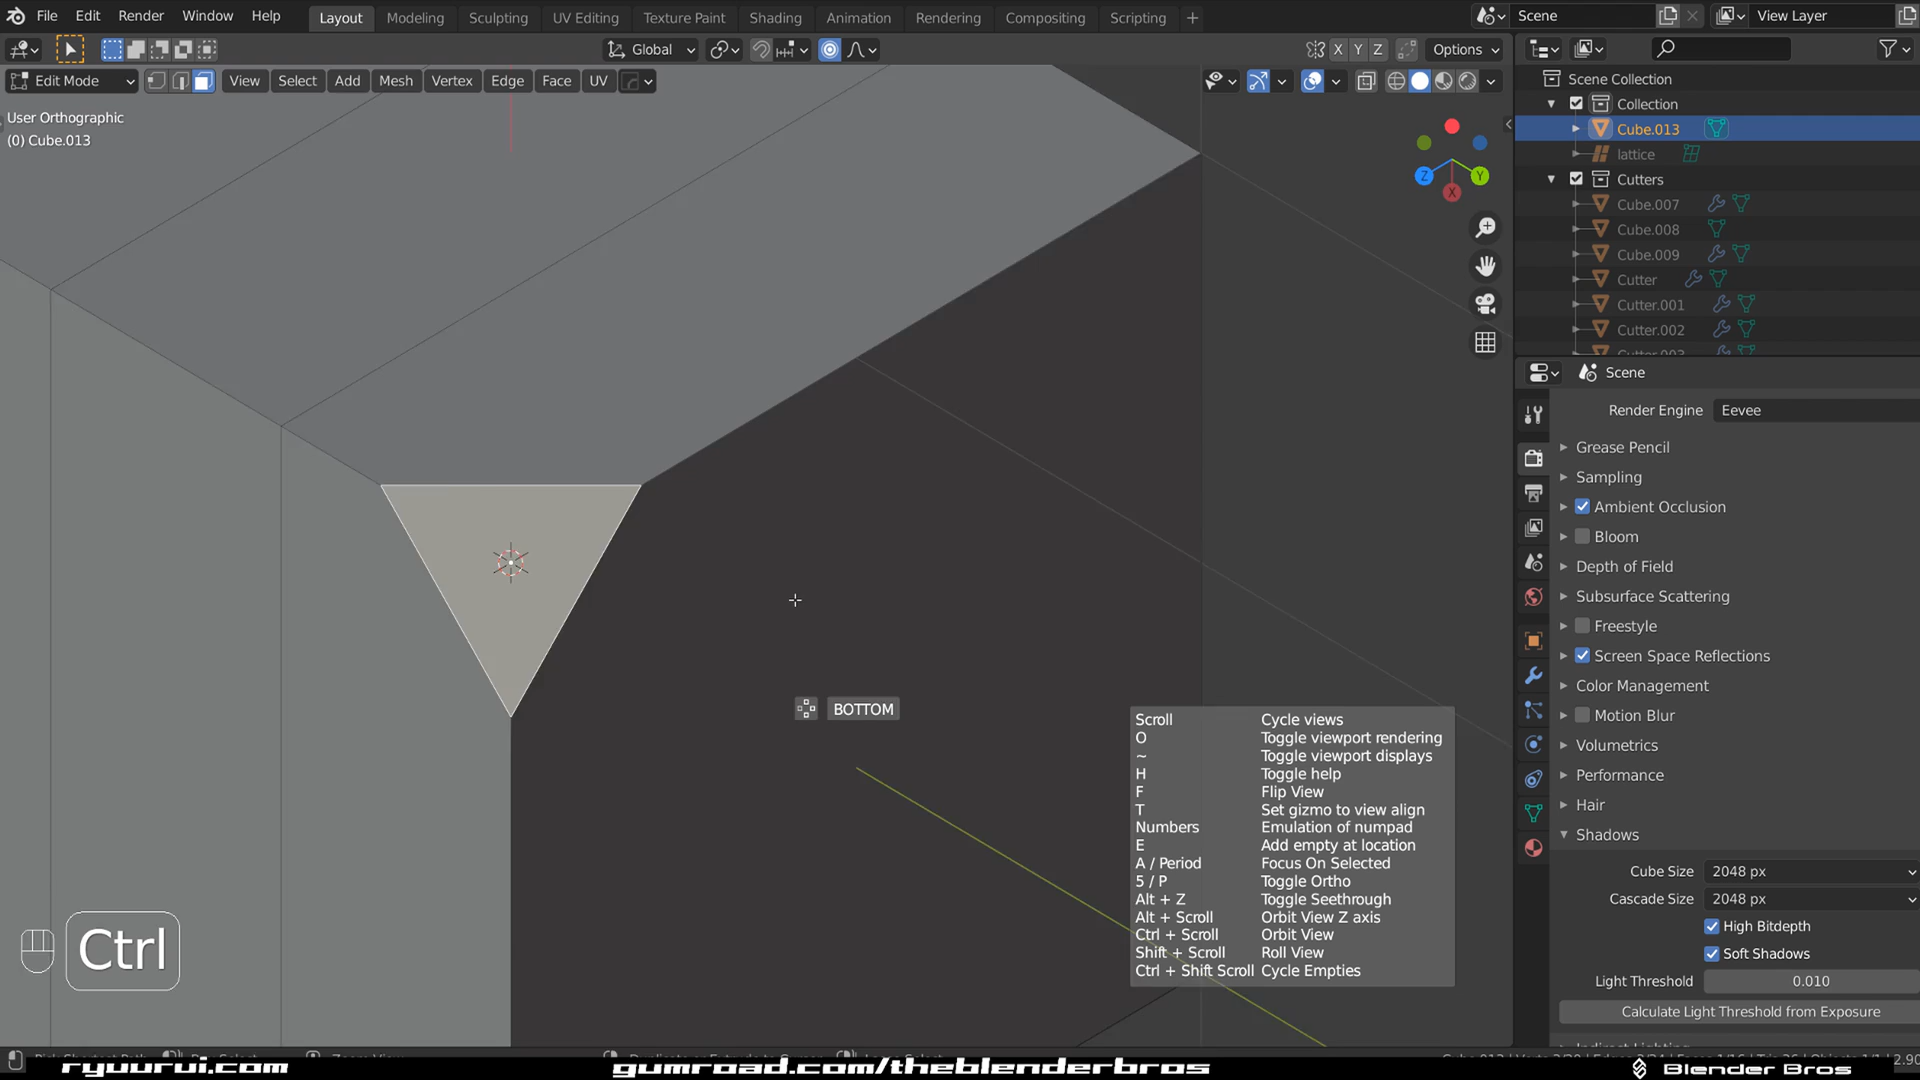 File Edit Render Window Help Layout Modeling Sculpting UV Editing Texture Paint Shading Animation Rendering Compositing Scripting + Scene View Layer
Global X Y Z Options
Edit Mode View Select Add Mesh Vertex Edge Face UV
User Orthographic
(0) Cube.013
Z Y X
Scene Collection
Collection
Cube.013
lattice
Cutters
Cube.007
Cube.008
Cube.009
Cutter
Cutter.001
Cutter.002
Scene
Render Engine Eevee
Grease Pencil
Sampling
Ambient Occlusion
Bloom
Depth of Field
Subsurface Scattering
Freestyle
Screen Space Reflections
Color Management
Motion Blur
Volumetrics
Performance
Hair
Shadows
Cube Size 2048 px
Cascade Size 2048 px
High Bitdepth
Soft Shadows
Light Threshold 0.010
Calculate Light Threshold from Exposure
BOTTOM
Scroll Cycle views
O Toggle viewport rendering
~ Toggle viewport displays
H Toggle help
F Flip View
T Set gizmo to view align
Numbers Emulation of numpad
E Add empty at location
A / Period Focus On Selected
5 / P Toggle Ortho
Alt + Z Toggle Seethrough
Alt + Scroll Orbit View Z axis
Ctrl + Scroll Orbit View
Shift + Scroll Roll View
Ctrl + Shift Scroll Cycle Empties
Ctrl
ryuurui.com gumroad.com/theblenderbros Blender Bros